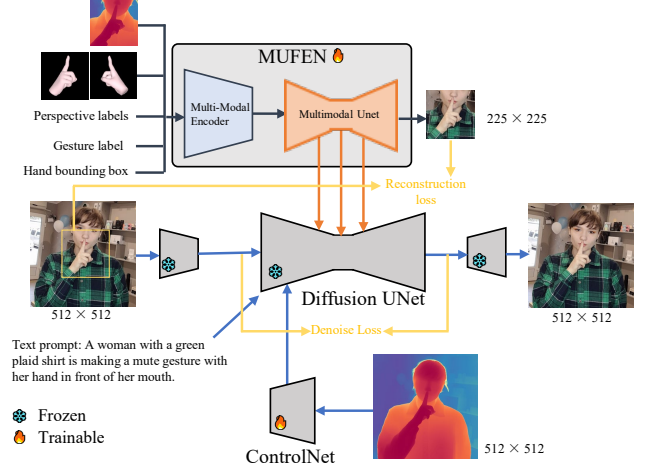 MUFEN
Multi-Modal
Encoder
Multimodal Unet
Perspective labels
Gesture label
Hand bounding box
225 × 225
Reconstruction
loss
512 × 512
Diffusion UNet
512 × 512
Denoise Loss
Text prompt: A woman with a green
plaid shirt is making a mute gesture with
her hand in front of her mouth.
Frozen
Trainable
ControlNet
512 × 512